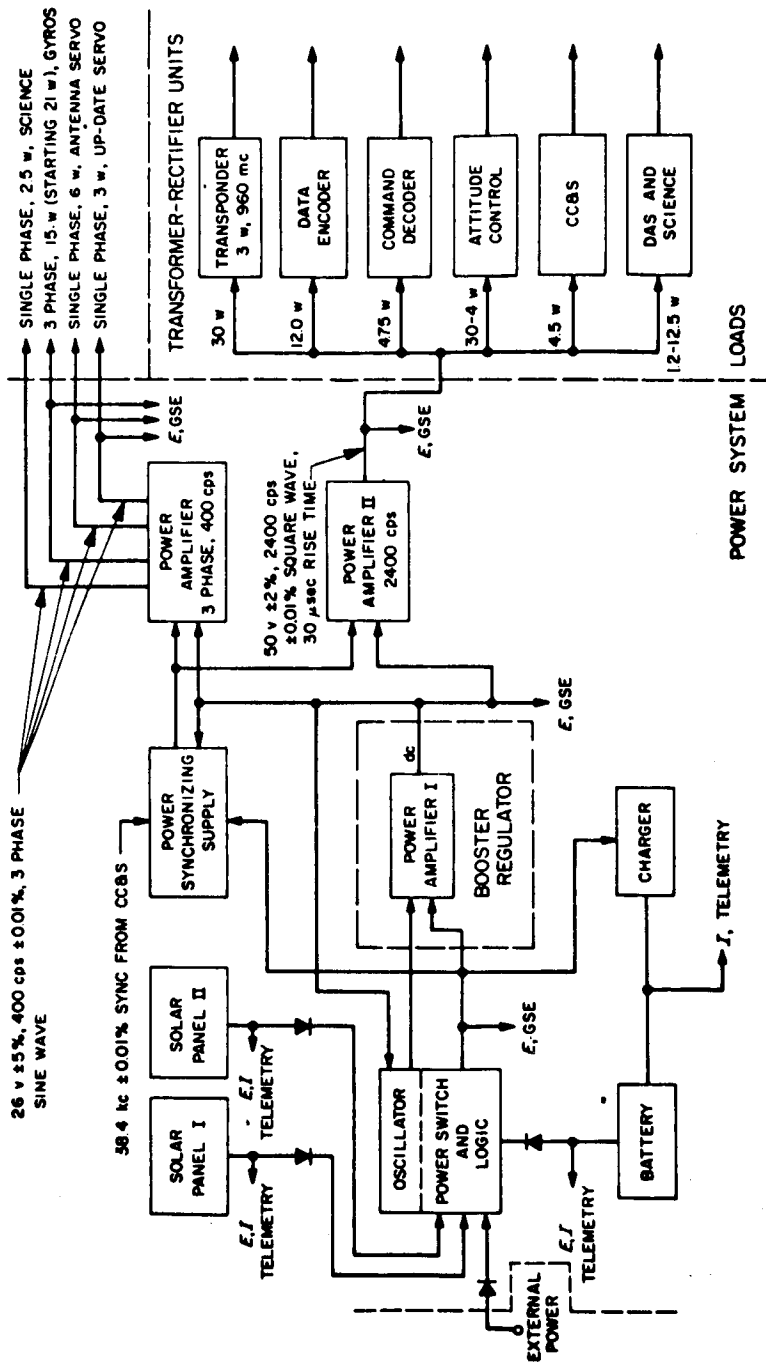 26 v ±5%, 400 cps ±0.01%, 3 PHASE
SINE WAVE
38.4 kc ±0.01% SYNC FROM CC&S
SOLAR
PANEL I
SOLAR
PANEL II
E,I
TELEMETRY
E,I
TELEMETRY
POWER
SYNCHRONIZING
SUPPLY
POWER
AMPLIFIER
3 PHASE, 400 cps
SINGLE PHASE, 2.5 w, SCIENCE
3 PHASE, 15 w (STARTING 21 w), GYROS
SINGLE PHASE, 6 w, ANTENNA SERVO
SINGLE PHASE, 3 w, UP-DATE SERVO
E, GSE
TRANSFORMER-RECTIFIER UNITS
50 v ±2%, 2400 cps
±0.01% SQUARE WAVE,
30 μsec RISE TIME
POWER
AMPLIFIER II
2400 cps
E, GSE
30 w
TRANSPONDER
3 w, 960 mc
12.0 w
DATA
ENCODER
4.75 w
COMMAND
DECODER
30-4 w
ATTITUDE
CONTROL
4.5 w
CC&S
1.2-12.5 w
DAS AND
SCIENCE
OSCILLATOR
POWER SWITCH
AND
LOGIC
E, GSE
POWER
AMPLIFIER I
dc
BOOSTER
REGULATOR
E, GSE
EXTERNAL
POWER
E,I
TELEMETRY
BATTERY
CHARGER
I, TELEMETRY
POWER SYSTEM
LOADS